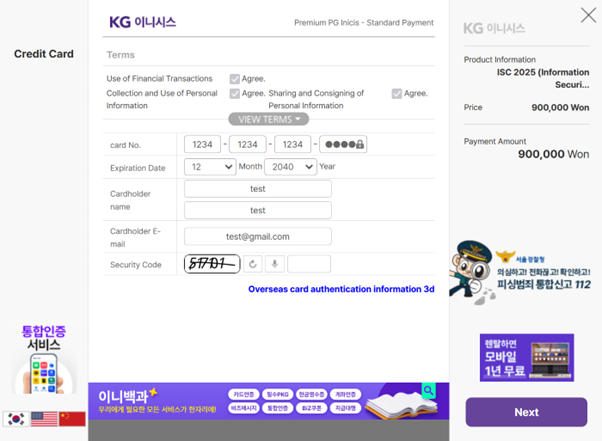 KG 이니시스
Premium PG Inicis - Standard Payment
Credit Card
Terms
Use of Financial Transactions
Agree.
Collection and Use of Personal Information
Agree.
Sharing and Consigning of Personal Information
Agree.
VIEW TERMS
card No.
1234 - 1234 - 1234 -
Expiration Date
12 Month 2040 Year
Cardholder name
test
test
Cardholder E-mail
test@gmail.com
Security Code
Overseas card authentication information 3d
통합인증
서비스
이니백과
우리에게 필요한 모든 서비스가 한자리에!
카드인증 필수PKG 현금영수증 계좌인증
비즈메시지 통합인증 B2쿠폰 지급대행
KG 이니시스
Product Information
ISC 2025 (Information Securi...
Price 900,000 Won
Payment Amount
900,000 Won
서울경찰청
의심하고! 전화끊고! 확인하고!
피싱범죄 통합신고 112
렌탈하면
모바일
1년 무료
Next